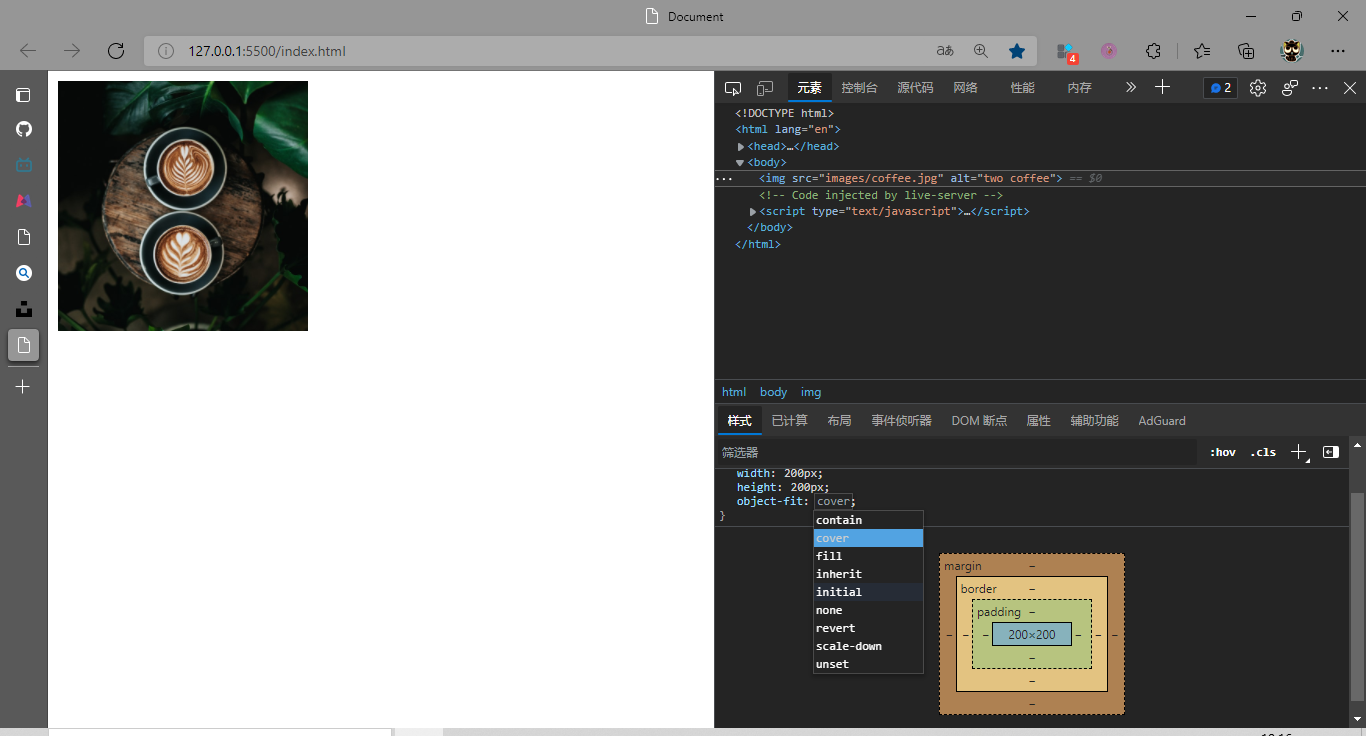 Document
127.0.0.1:5500/index.html
aあ
4
元素 控制台 源代码 网络 性能 内存 2
<!DOCTYPE html>
<html lang="en">
<head>…</head>
<body>
··· <img src="images/coffee.jpg" alt="two coffee"> == $0
<!-- Code injected by live-server -->
<script type="text/javascript">…</script>
</body>
</html>
html body img
样式 已计算 布局 事件侦听器 DOM 断点 属性 辅助功能 AdGuard
筛选器 :hov .cls
width: 200px;
height: 200px;
object-fit: cover;
}
contain
cover
fill
inherit
initial
none
revert
scale-down
unset
margin –
border –
padding –
– – – 200×200 – – –
–
–
–